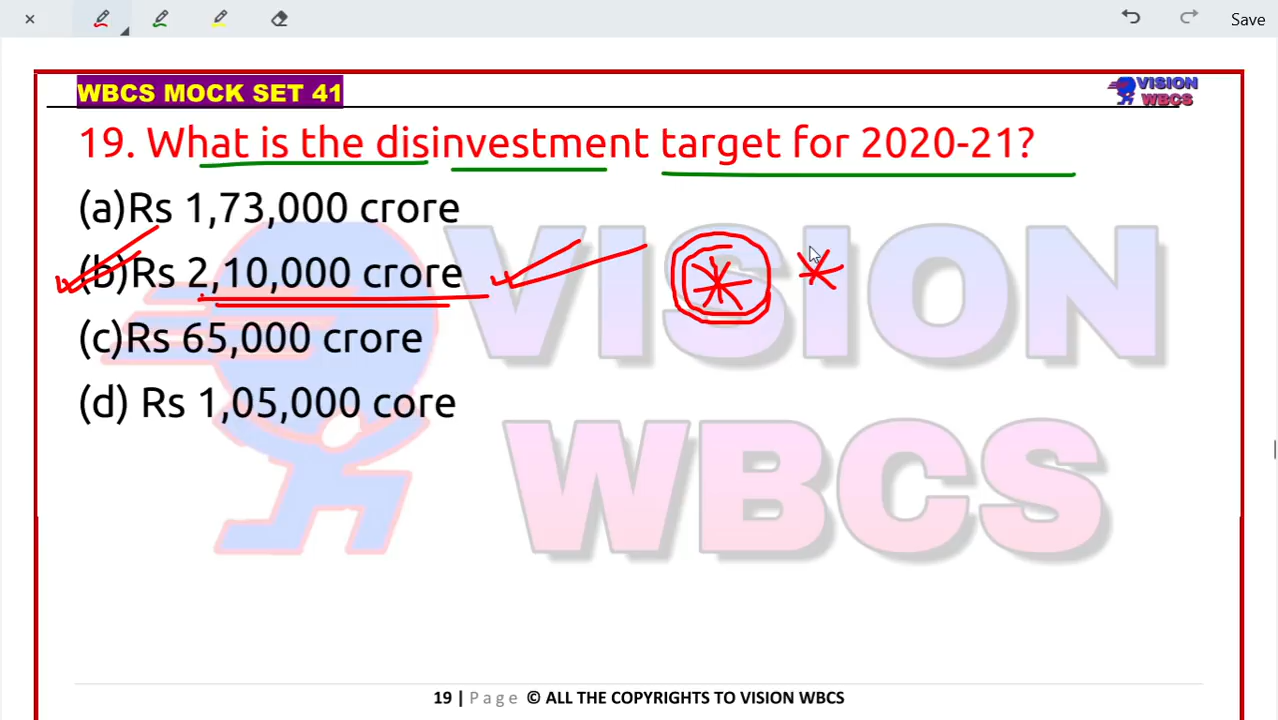 Save
WBCS MOCK SET 41
VISION
WBCS
19. What is the disinvestment target for 2020-21?
(a)Rs 1,73,000 crore
(b)Rs 2,10,000 crore
(c)Rs 65,000 crore
(d) Rs 1,05,000 core
VISION
WBCS
19 | Page © ALL THE COPYRIGHTS TO VISION WBCS